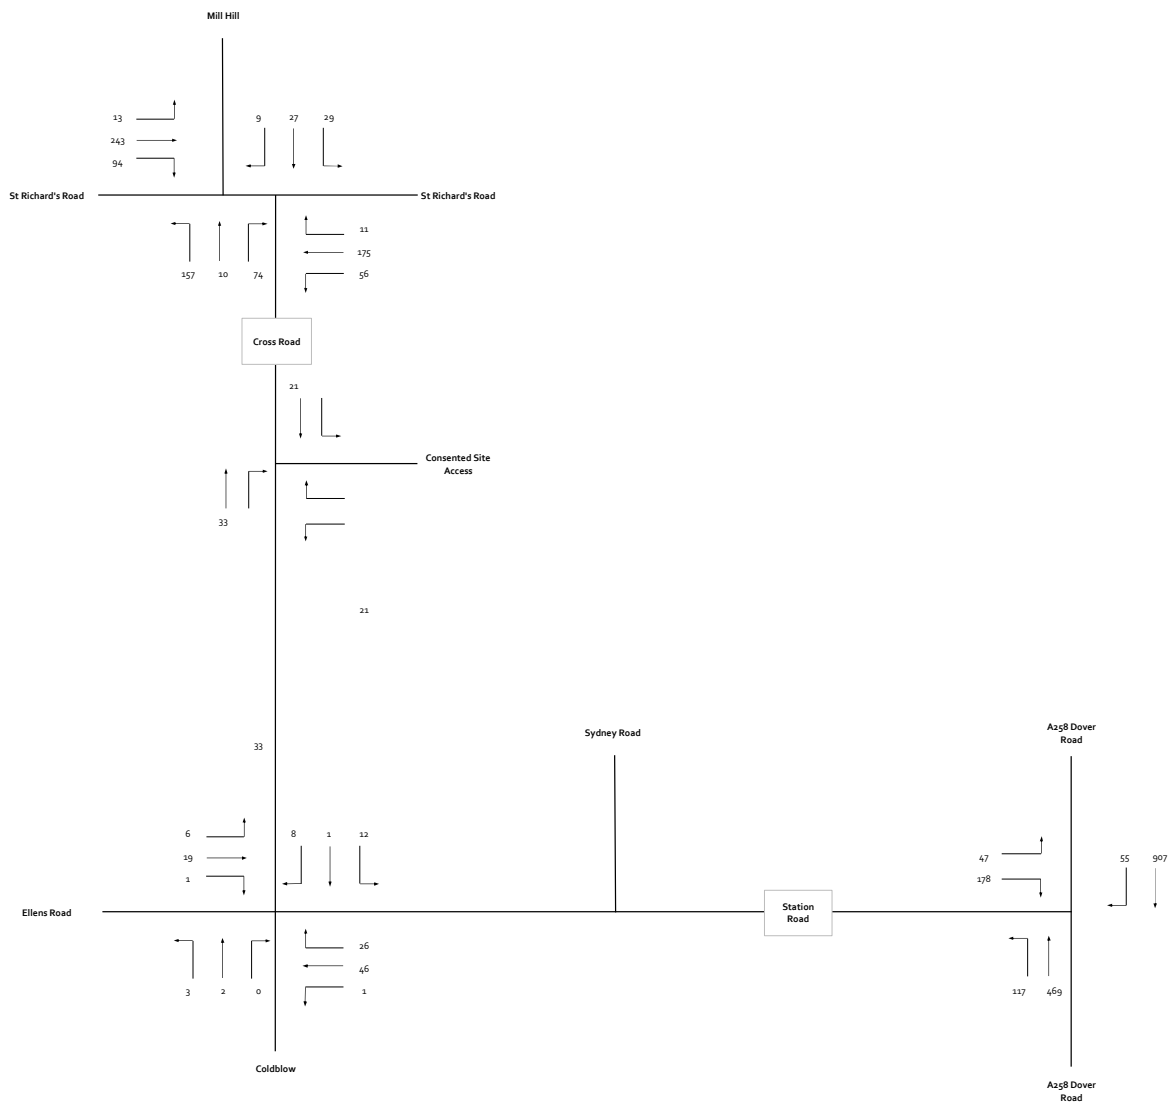 Mill Hill
13
9
27
29
243
94
St Richard's Road
St Richard's Road
11
175
157
10
74
56
Cross Road
21
Consented Site
Access
33
21
33
Sydney Road
A258 Dover
Road
6
8
1
12
19
1
47
55
907
178
Ellens Road
Station
Road
26
46
3
2
0
1
117
469
Coldblow
A258 Dover
Road